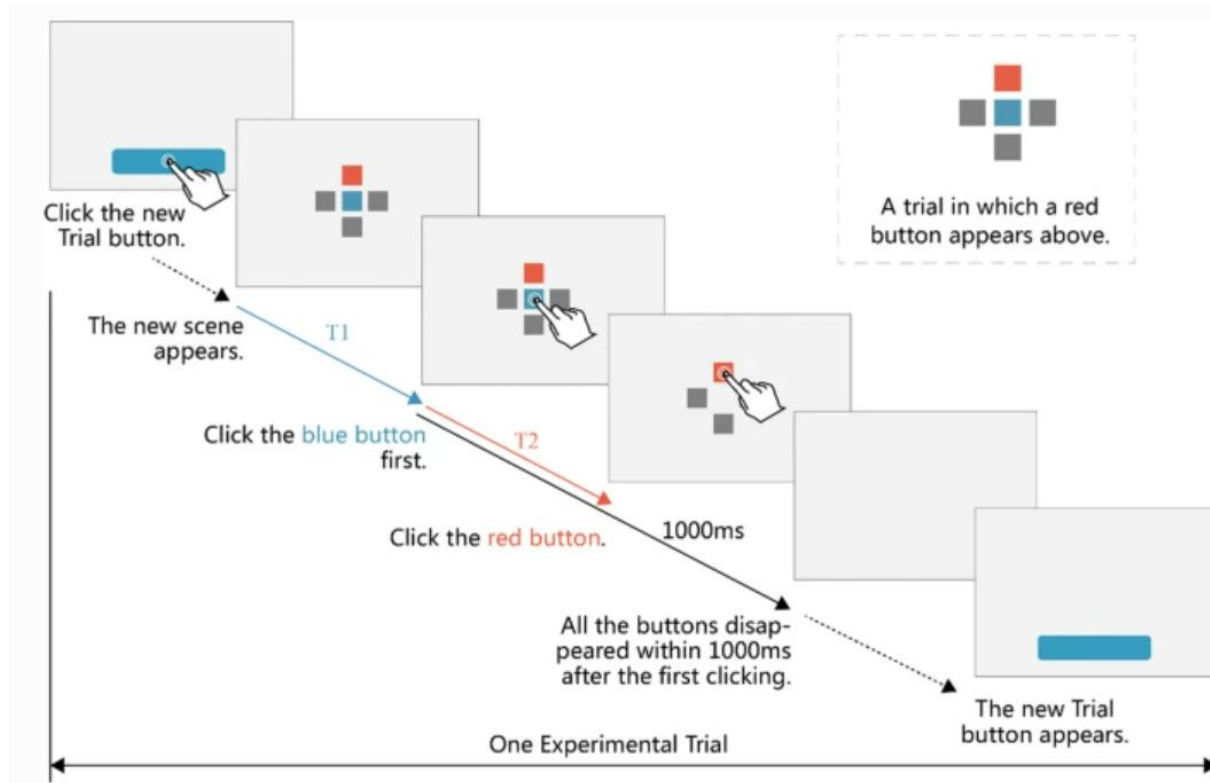 A trial in which a red
button appears above.
Click the new
Trial button.
The new scene
appears.
T1
Click the blue button
first.
T2
Click the red button.
1000ms
All the buttons disap-
peared within 1000ms
after the first clicking.
The new Trial
button appears.
One Experimental Trial